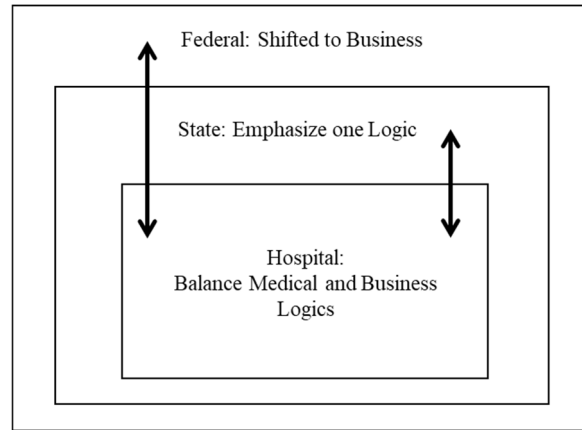 Federal: Shifted to Business
State: Emphasize one Logic
Hospital:
Balance Medical and Business
Logics